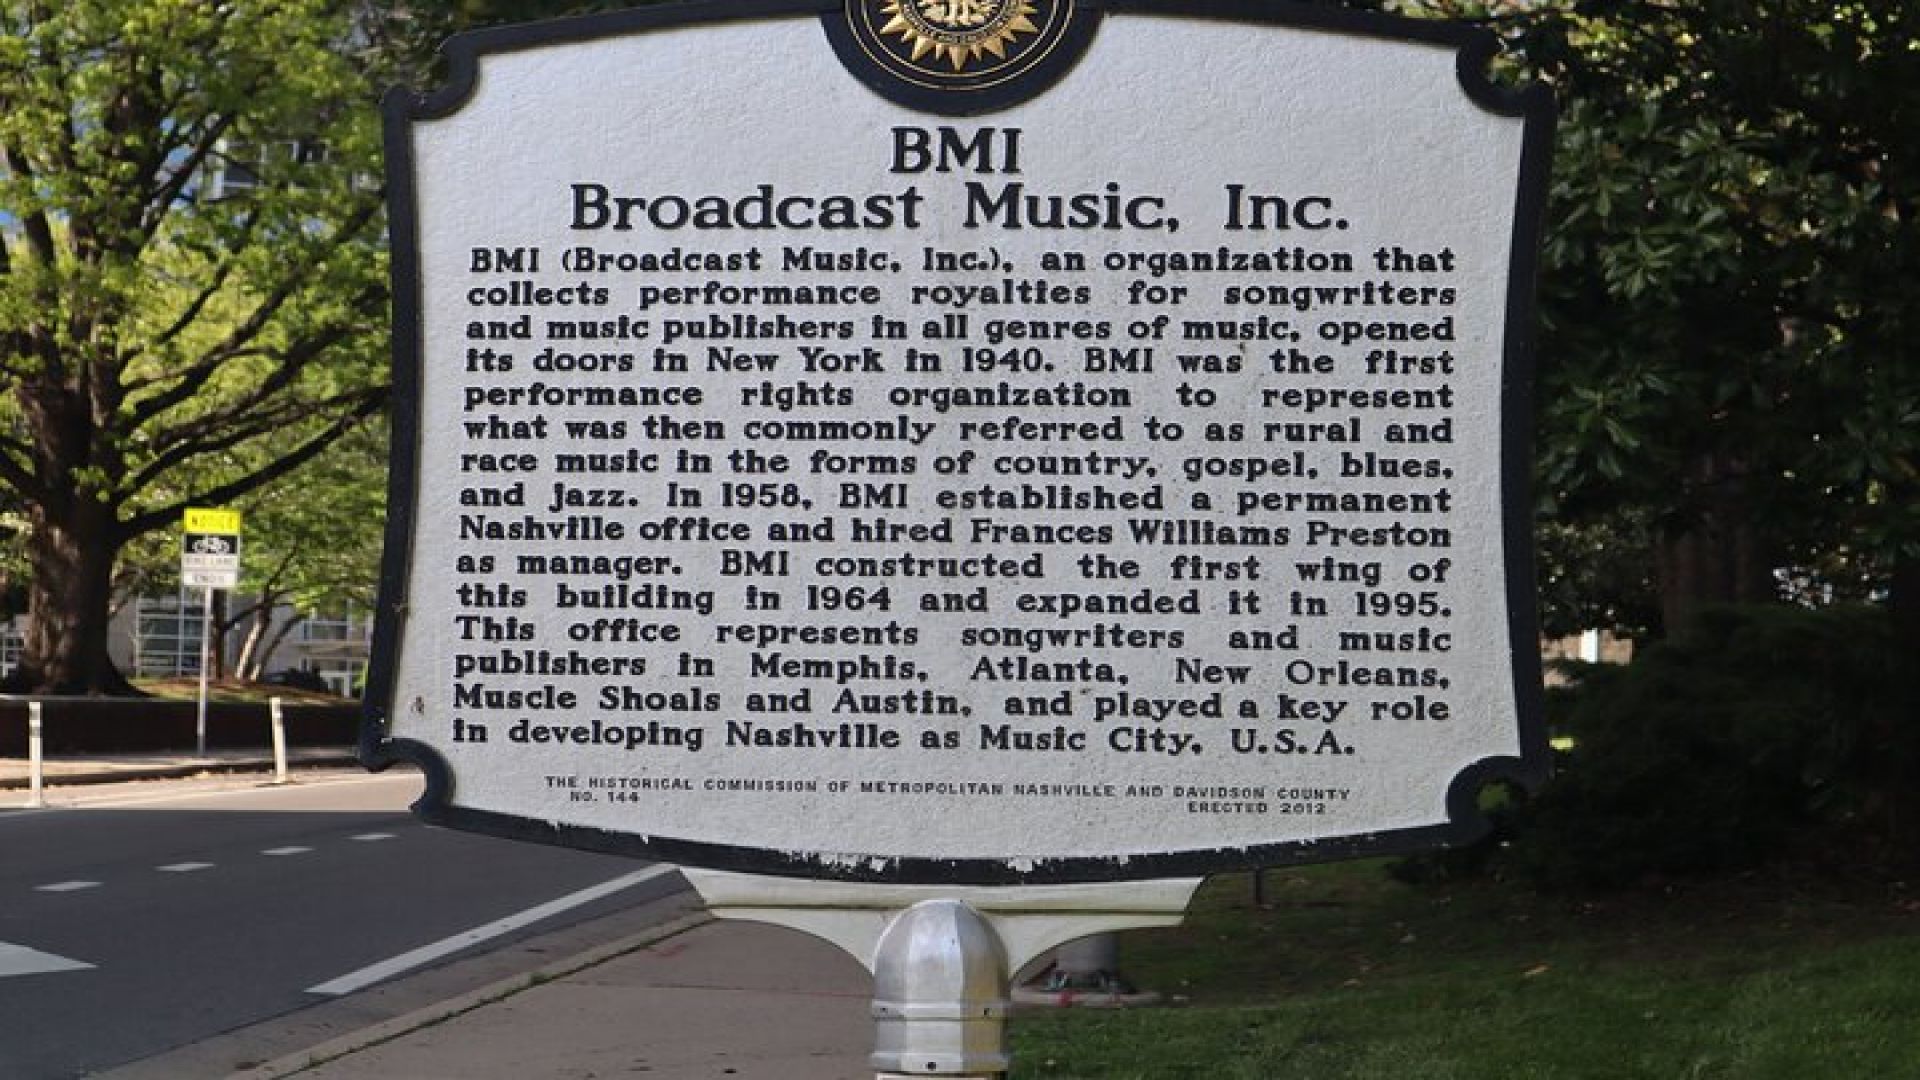 BMI
Broadcast Music, Inc.
BMI (Broadcast Music, Inc.), an organization that
collects performance royalties for songwriters
and music publishers in all genres of music, opened
its doors in New York in 1940. BMI was the first
performance rights organization to represent
what was then commonly referred to as rural and
race music in the forms of country, gospel, blues,
and jazz. In 1958, BMI established a permanent
Nashville office and hired Frances Williams Preston
as manager. BMI constructed the first wing of
this building in 1964 and expanded it in 1995.
This office represents songwriters and music
publishers in Memphis, Atlanta, New Orleans,
Muscle Shoals and Austin, and played a key role
in developing Nashville as Music City, U.S.A.
THE HISTORICAL COMMISSION OF METROPOLITAN NASHVILLE AND DAVIDSON COUNTY
NO. 144 ERECTED 2012
NOTICE
BIKE LANE
ENDS